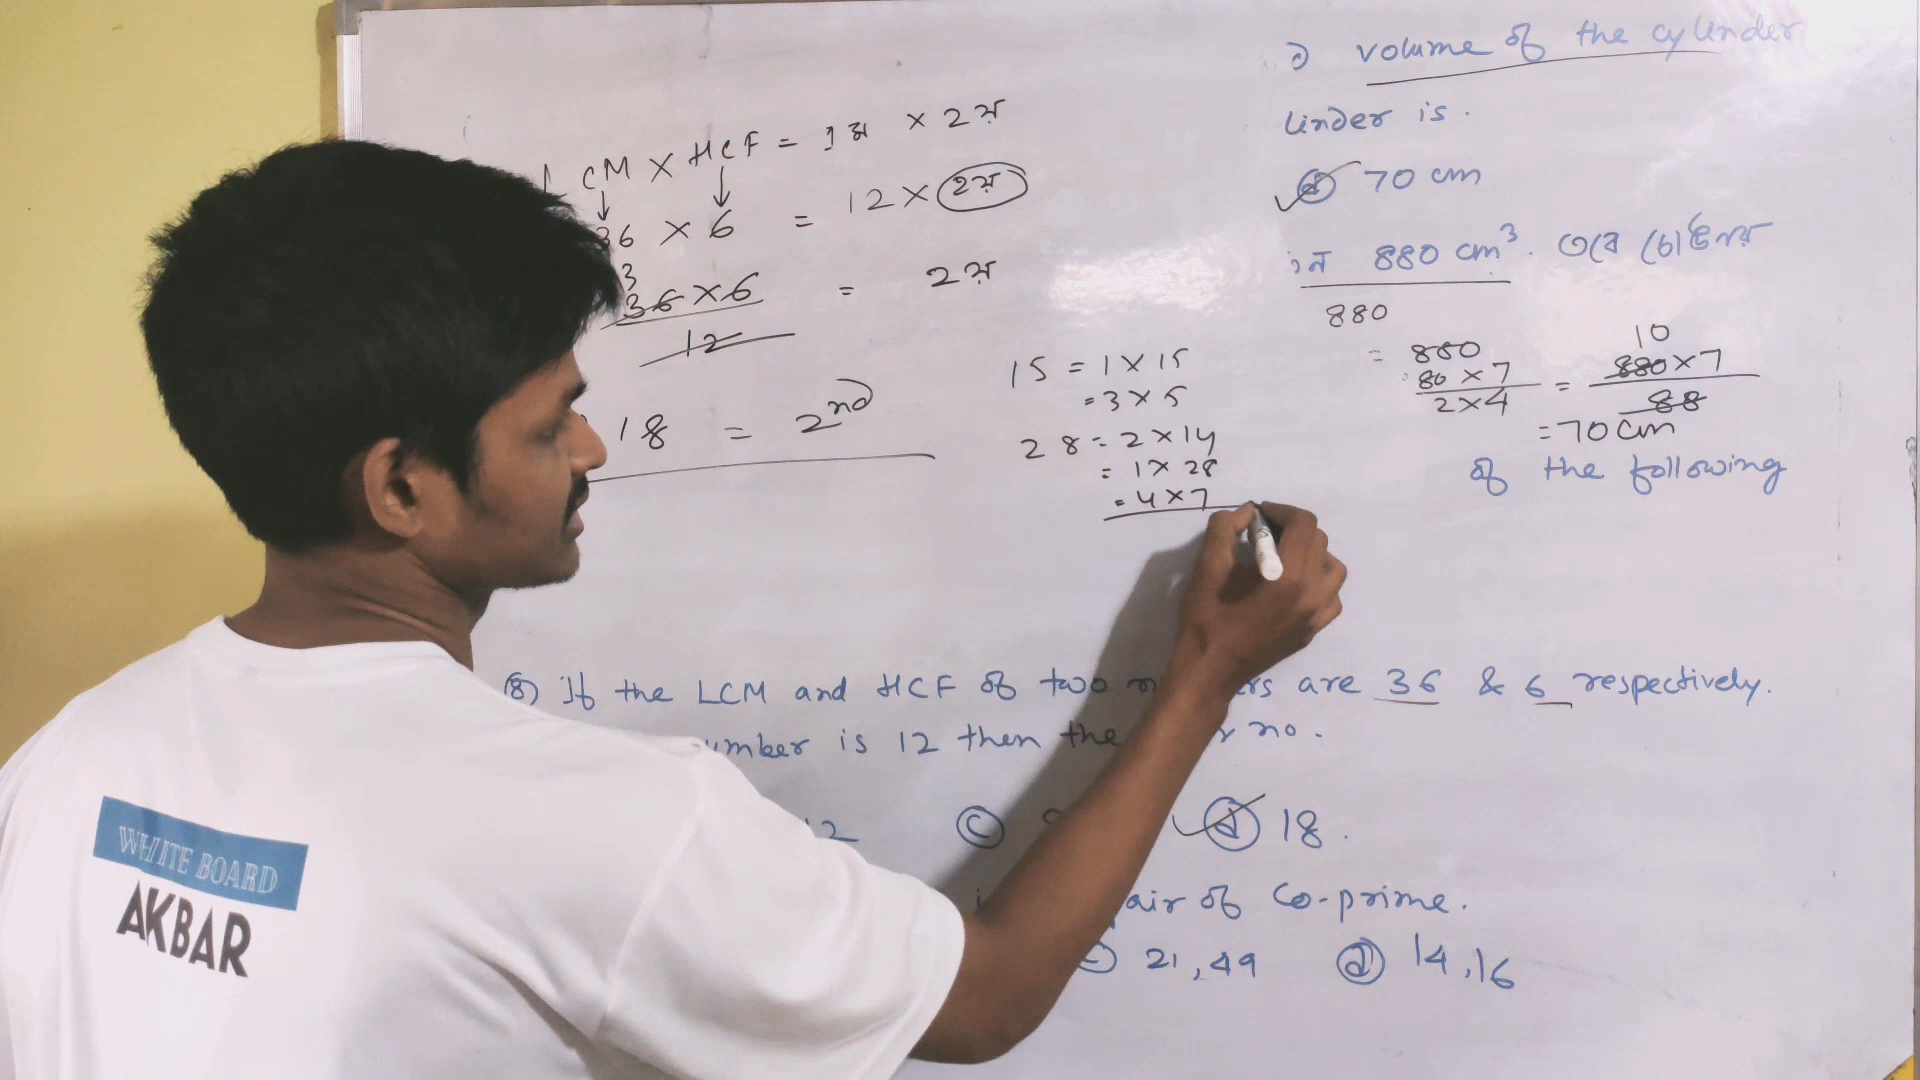 LCM × HCF = 1ম × 2য়
36 × 6 = 12 × 2য়
3
36 × 6 = 2য়
12
18 = 2nd
15 = 1 × 15
= 3 × 5
28 = 2 × 14
= 1 × 28
= 4 × 7
volume of the cylinder
linder is.
70 cm
880 cm³.
880
10
= 880 = 880 × 7
80 × 7
2 × 4 88
= 70 cm
of the following
(8) If the LCM and HCF of two are 36 & 6 respectively.
umber is 12 then the no.
12 (c) (d) 18.
air of co-prime.
21, 49 (d) 14, 16
WHITE BOARD
AKBAR